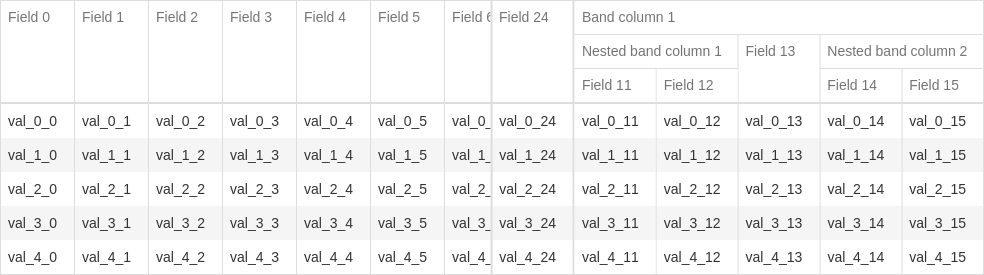 Field 0 Field 1 Field 2 Field 3 Field 4 Field 5 Field Field 24 Band column 1
Nested band column 1 Field 13 Nested band column 2
Field 11 Field 12 Field 14 Field 15
val_0_0 val_0_1 val_0_2 val_0_3 val_0_4 val_0_5 val_0_ val_0_24 val_0_11 val_0_12 val_0_13 val_0_14 val_0_15
val_1_0 val_1_1 val_1_2 val_1_3 val_1_4 val_1_5 val_1_ val_1_24 val_1_11 val_1_12 val_1_13 val_1_14 val_1_15
val_2_0 val_2_1 val_2_2 val_2_3 val_2_4 val_2_5 val_2_ val_2_24 val_2_11 val_2_12 val_2_13 val_2_14 val_2_15
val_3_0 val_3_1 val_3_2 val_3_3 val_3_4 val_3_5 val_3_ val_3_24 val_3_11 val_3_12 val_3_13 val_3_14 val_3_15
val_4_0 val_4_1 val_4_2 val_4_3 val_4_4 val_4_5 val_4_ val_4_24 val_4_11 val_4_12 val_4_13 val_4_14 val_4_15